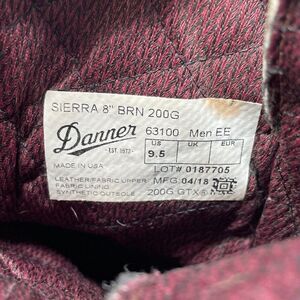 SIERRA 8" BRN 200G
Danner 63100 Men EE
EST. 1932
US UK EUR
9.5
MADE IN USA
LOT# 0187705
LEATHER/FABRIC UPPER MFG. 04/18
FABRIC LINING
SYNTHETIC OUTSOLE 200G GTX®